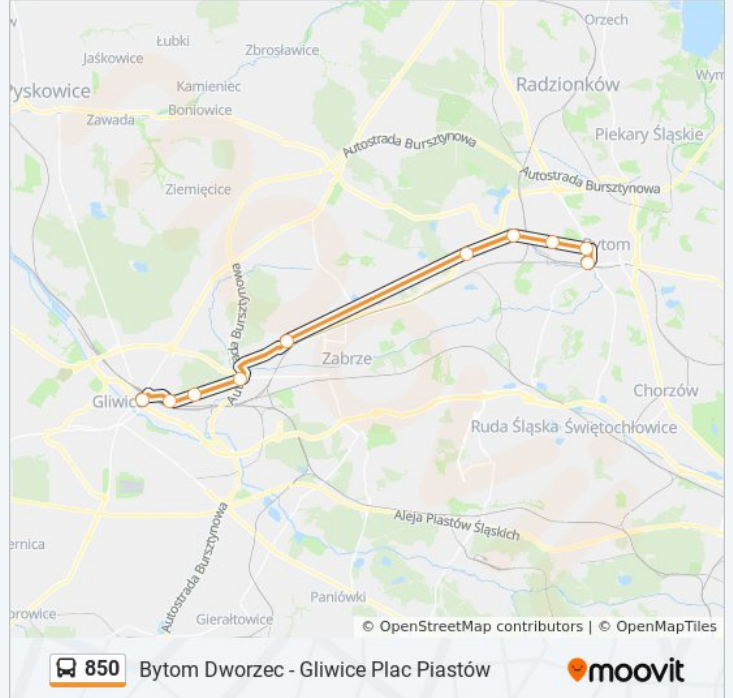 Orzech
Łubki
Zbrosławice
Jaśkowice
Wym
Radzionków
Pyskowice
Kamieniec
Boniowice
Zawada
Piekary Śląskie
Autostrada Bursztynowa
Autostrada Bursztynowa
Ziemięcice
Bytom
Autostrada Bursztynowa
Zabrze
Gliwic
Chorzów
Ruda Śląska
Świętochłowice
Aleja Piastów Śląskich
ernica
Autostrada Bursztynowa
Paniówki
orowice
Gierałtowice
© OpenStreetMap contributors | © OpenMapTiles
850 Bytom Dworzec - Gliwice Plac Piastów
moovit